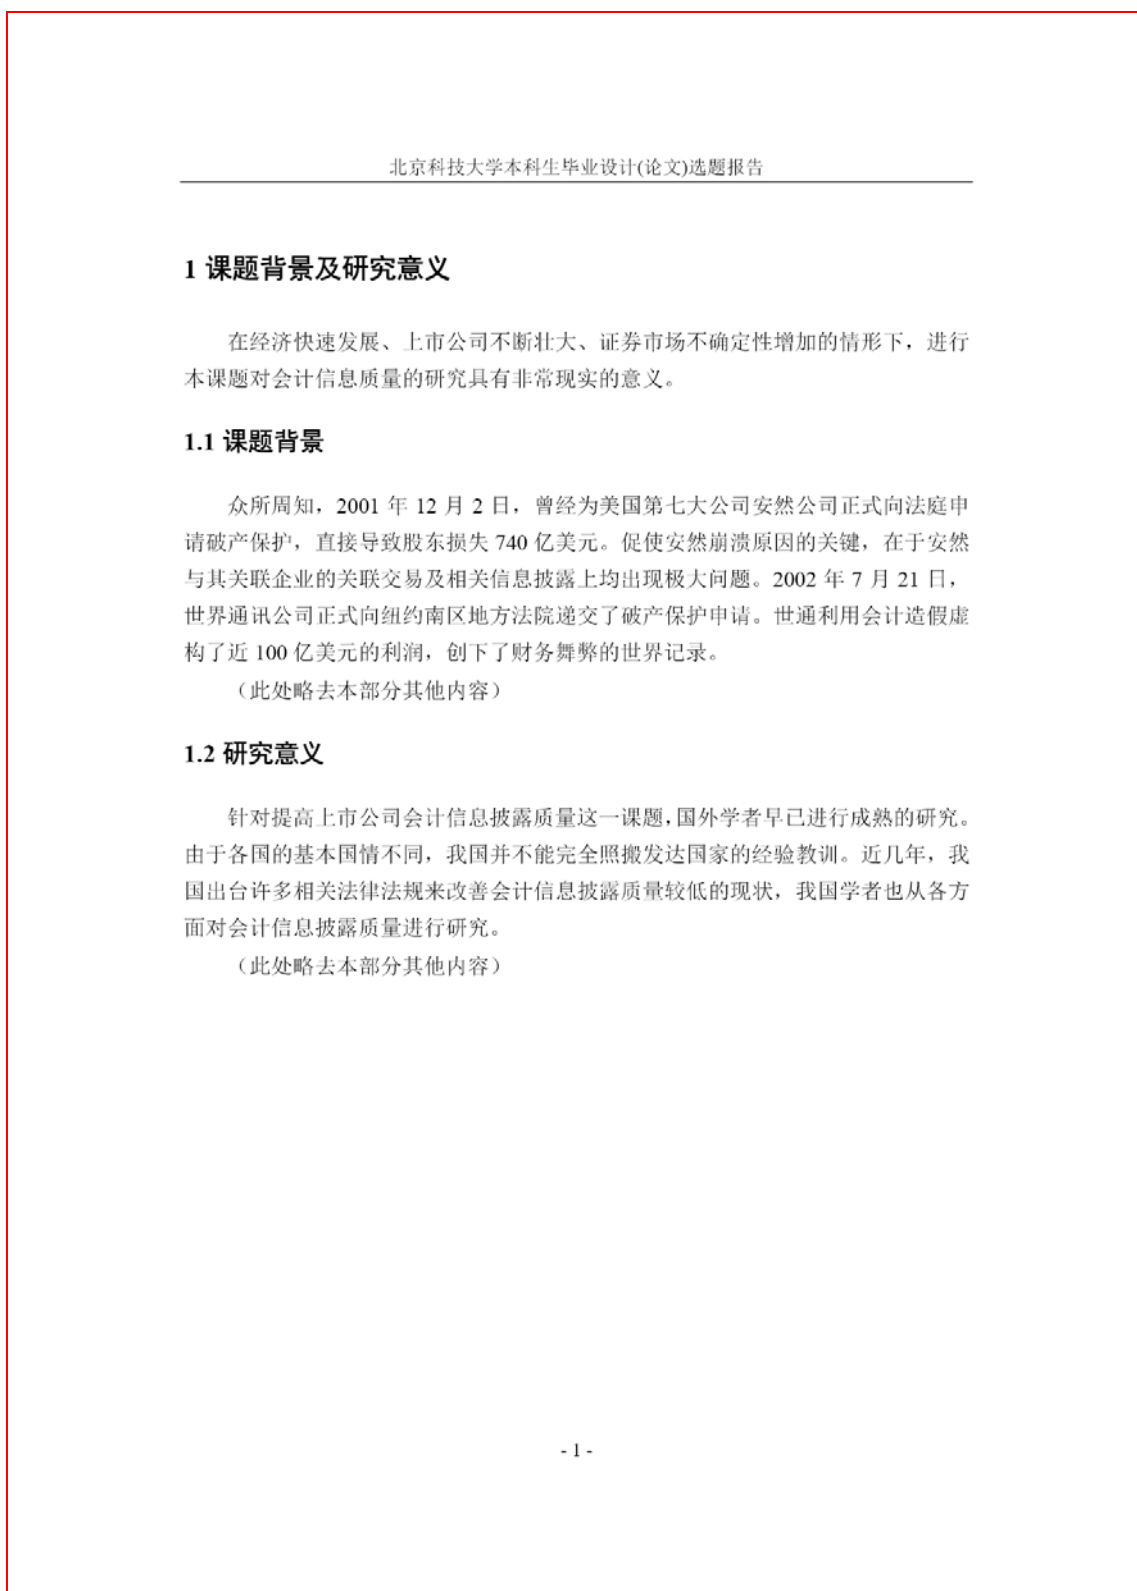 北京科技大学本科生毕业设计(论文)选题报告
1 课题背景及研究意义
在经济快速发展、上市公司不断壮大、证券市场不确定性增加的情形下，进行
本课题对会计信息质量的研究具有非常现实的意义。
1.1 课题背景
众所周知，2001 年 12 月 2 日，曾经为美国第七大公司安然公司正式向法庭申
请破产保护，直接导致股东损失 740 亿美元。促使安然崩溃原因的关键，在于安然
与其关联企业的关联交易及相关信息披露上均出现极大问题。2002 年 7 月 21 日，
世界通讯公司正式向纽约南区地方法院递交了破产保护申请。世通利用会计造假虚
构了近 100 亿美元的利润，创下了财务舞弊的世界记录。
（此处略去本部分其他内容）
1.2 研究意义
针对提高上市公司会计信息披露质量这一课题，国外学者早已进行成熟的研究。
由于各国的基本国情不同，我国并不能完全照搬发达国家的经验教训。近几年，我
国出台许多相关法律法规来改善会计信息披露质量较低的现状，我国学者也从各方
面对会计信息披露质量进行研究。
（此处略去本部分其他内容）
- 1 -